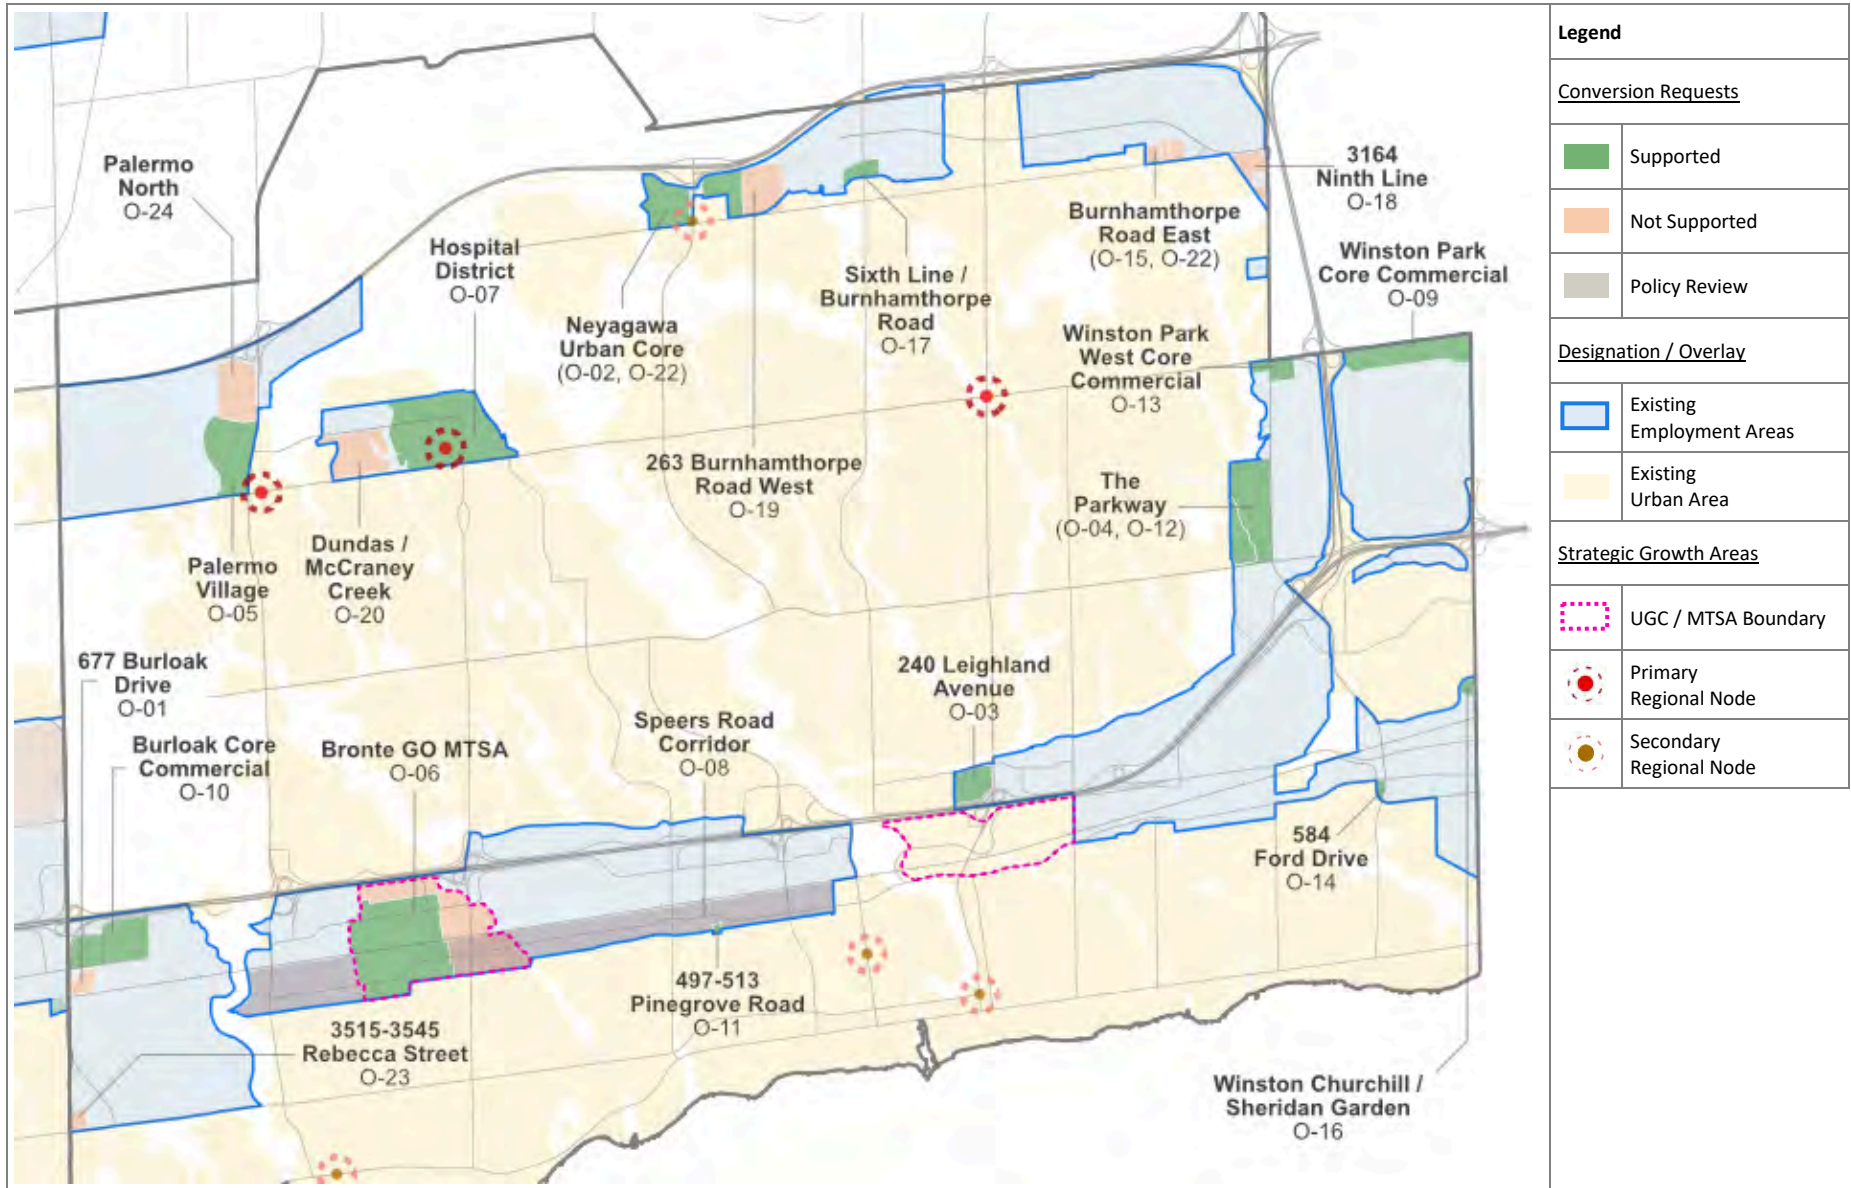 Palermo
North
O-24
Hospital
District
O-07
Neyagawa
Urban Core
(O-02, O-22)
Sixth Line /
Burnhamthorpe
Road
O-17
Burnhamthorpe
Road East
(O-15, O-22)
3164
Ninth Line
O-18
Winston Park
Core Commercial
O-09
Winston Park
West Core
Commercial
O-13
263 Burnhamthorpe
Road West
O-19
The
Parkway
(O-04, O-12)
Palermo
Village
O-05
Dundas /
McCraney
Creek
O-20
677 Burloak
Drive
O-01
Burloak Core
Commercial
O-10
Bronte GO MTSA
O-06
Speers Road
Corridor
O-08
240 Leighland
Avenue
O-03
584
Ford Drive
O-14
497-513
Pinegrove Road
O-11
3515-3545
Rebecca Street
O-23
Winston Churchill /
Sheridan Garden
O-16
Legend
Conversion Requests
Supported
Not Supported
Policy Review
Designation / Overlay
Existing
Employment Areas
Existing
Urban Area
Strategic Growth Areas
UGC / MTSA Boundary
Primary
Regional Node
Secondary
Regional Node